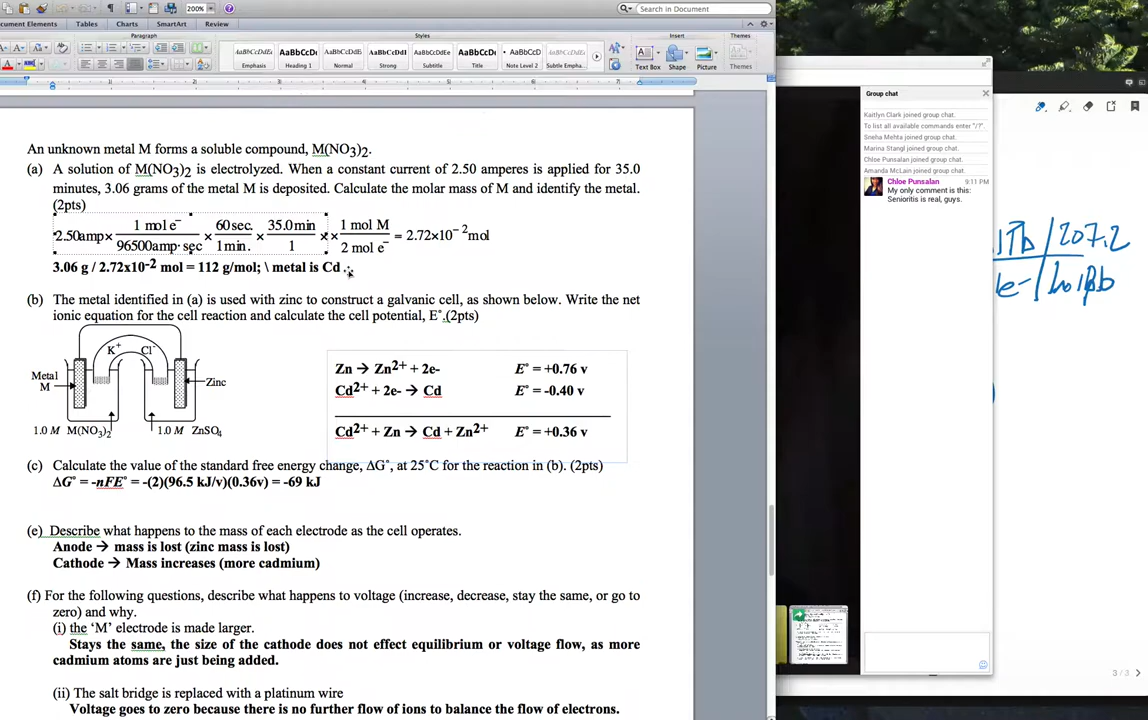 200%
Search in Document
ocument Elements Tables Charts SmartArt Review
Paragraph Styles Insert Themes
AaBbCcDdEe AaBbCcDc AaBbCcDdEe AaBbCcDdEe AaBbCcDdEe AaBbCcDdE • AaBbCcD AaBbCcDdEe
Emphasis Heading 1 Normal Strong Subtitle Title Note Level 2 Subtle Empha... Text Box Shape Picture Themes
An unknown metal M forms a soluble compound, M(NO3)2.
(a) A solution of M(NO3)2 is electrolyzed. When a constant current of 2.50 amperes is applied for 35.0
minutes, 3.06 grams of the metal M is deposited. Calculate the molar mass of M and identify the metal.
(2pts)
2.50amp× 1 mol e⁻ / 96500amp· sec × 60sec. / 1min. × 35.0min / 1 × × 1 mol M / 2 mol e⁻ = 2.72×10⁻²mol
3.06 g / 2.72x10-2 mol = 112 g/mol; \ metal is Cd ∴
(b) The metal identified in (a) is used with zinc to construct a galvanic cell, as shown below. Write the net
ionic equation for the cell reaction and calculate the cell potential, E˚.(2pts)
K⁺ Cl⁻
Metal
M
Zinc
1.0 M M(NO3)2 1.0 M ZnSO4
Zn → Zn2+ + 2e- E˚ = +0.76 v
Cd2+ + 2e- → Cd E˚ = -0.40 v
Cd2+ + Zn → Cd + Zn2+ E˚ = +0.36 v
(c) Calculate the value of the standard free energy change, ΔG˚, at 25˚C for the reaction in (b). (2pts)
ΔG˚ = -nFE˚ = -(2)(96.5 kJ/v)(0.36v) = -69 kJ
(e) Describe what happens to the mass of each electrode as the cell operates.
Anode → mass is lost (zinc mass is lost)
Cathode → Mass increases (more cadmium)
(f) For the following questions, describe what happens to voltage (increase, decrease, stay the same, or go to
zero) and why.
(i) the ‘M’ electrode is made larger.
Stays the same, the size of the cathode does not effect equilibrium or voltage flow, as more
cadmium atoms are just being added.
(ii) The salt bridge is replaced with a platinum wire
Voltage goes to zero because there is no further flow of ions to balance the flow of electrons.
Group chat
Kaitlyn Clark joined group chat.
To list all available commands enter "/?".
Sneha Mehta joined group chat.
Marina Stangl joined group chat.
Chloe Punsalan joined group chat.
Amanda McLain joined group chat.
Chloe Punsalan 9:11 PM
My only comment is this:
Senioritis is real, guys.
207.2
e-
3 / 3